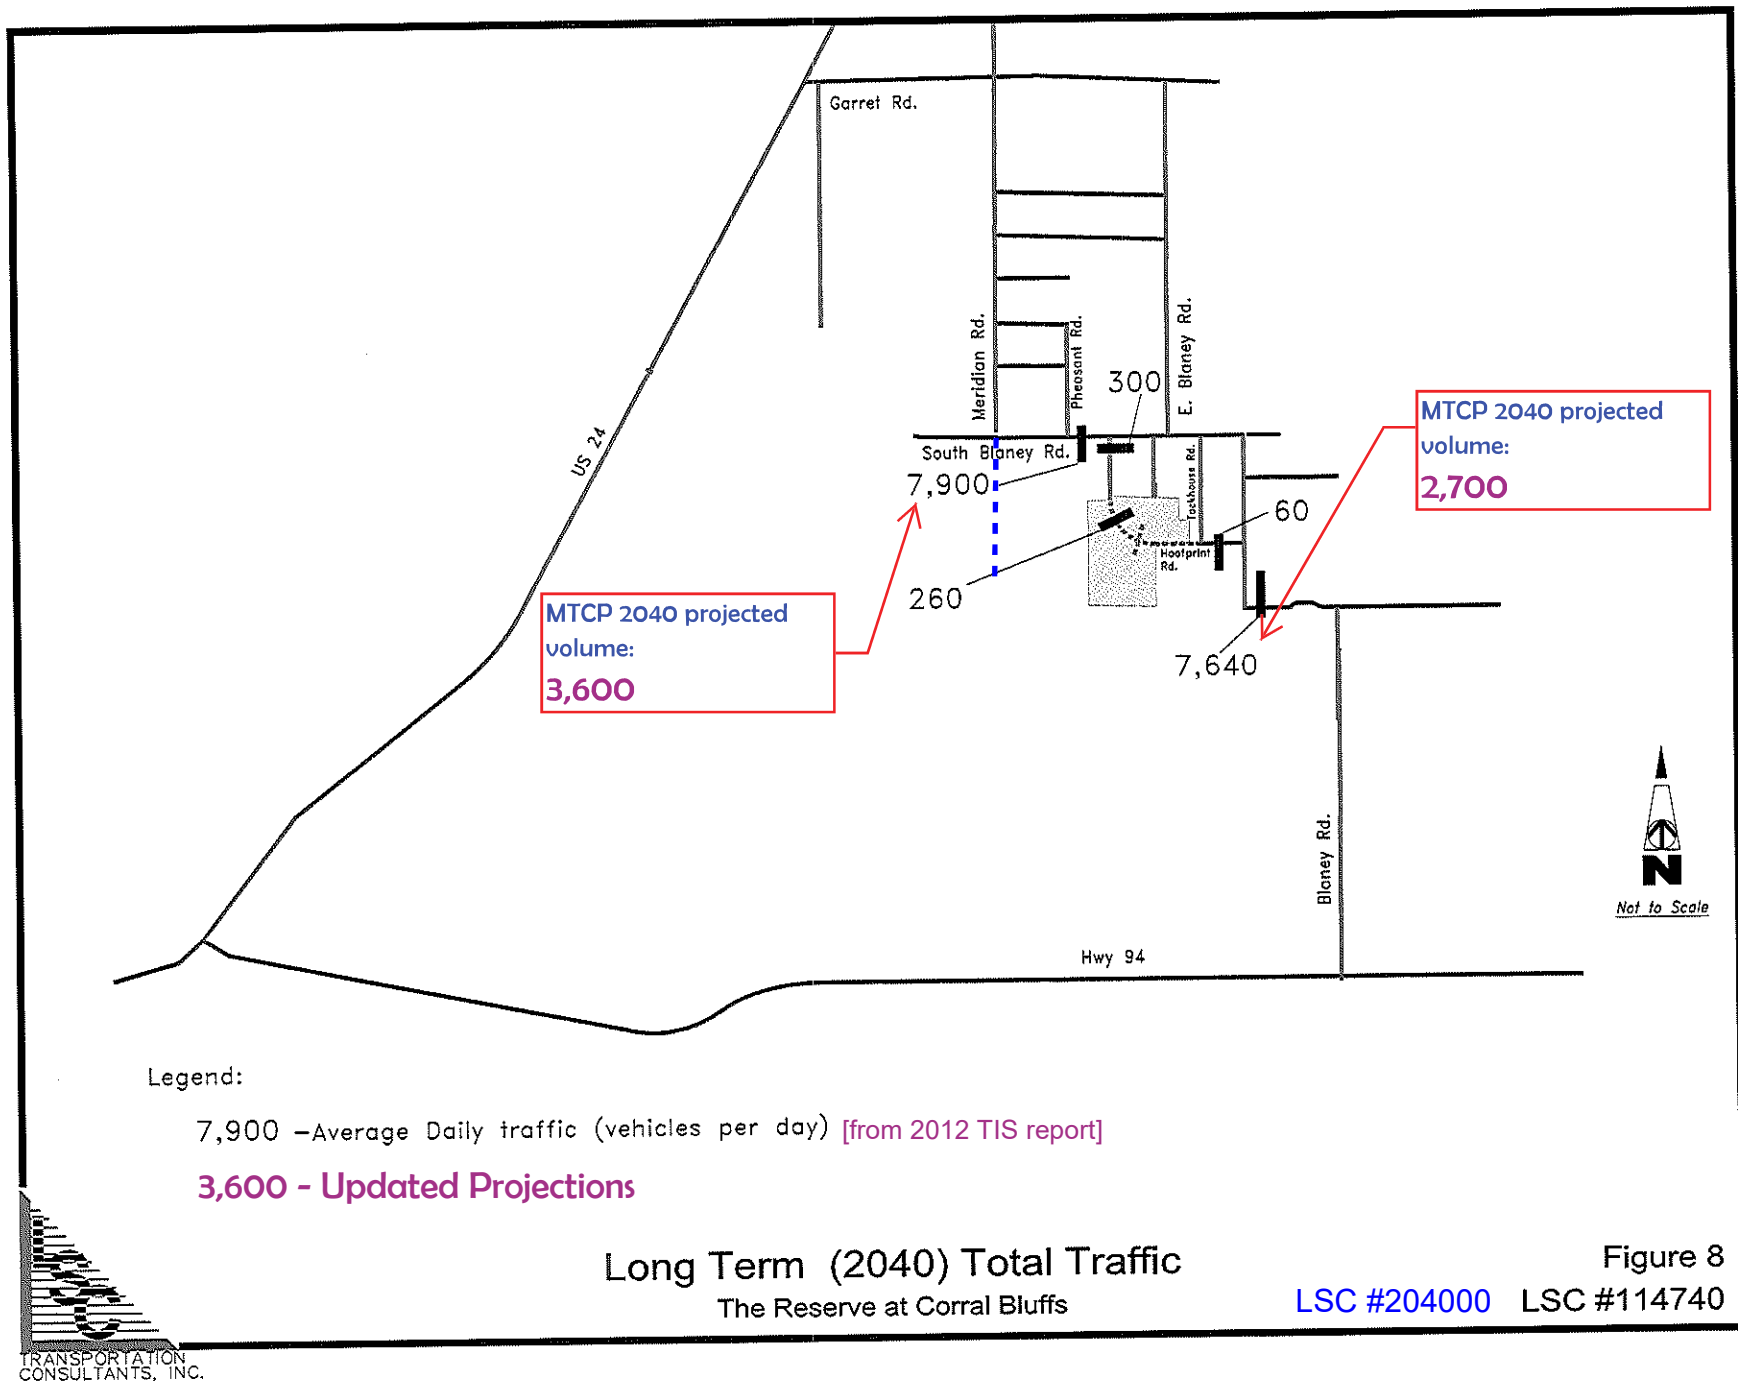 Garret Rd.
US 24
Meridian Rd.
Pheasant Rd.
E. Blaney Rd.
300
MTCP 2040 projected
volume:
2,700
South Blaney Rd.
7,900
Tackhouse Rd.
60
Hoofprint
Rd.
260
MTCP 2040 projected
volume:
3,600
7,640
Blaney Rd.
N
Not to Scale
Hwy 94
Legend:
7,900 –Average Daily traffic (vehicles per day) [from 2012 TIS report]
3,600 - Updated Projections
LSC
TRANSPORTATION
CONSULTANTS, INC.
Long Term (2040) Total Traffic
The Reserve at Corral Bluffs
Figure 8
LSC #204000 LSC #114740